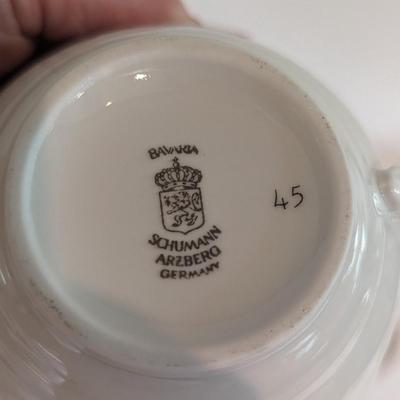 BAVARIA
45
SCHUMANN
ARZBERG
GERMANY